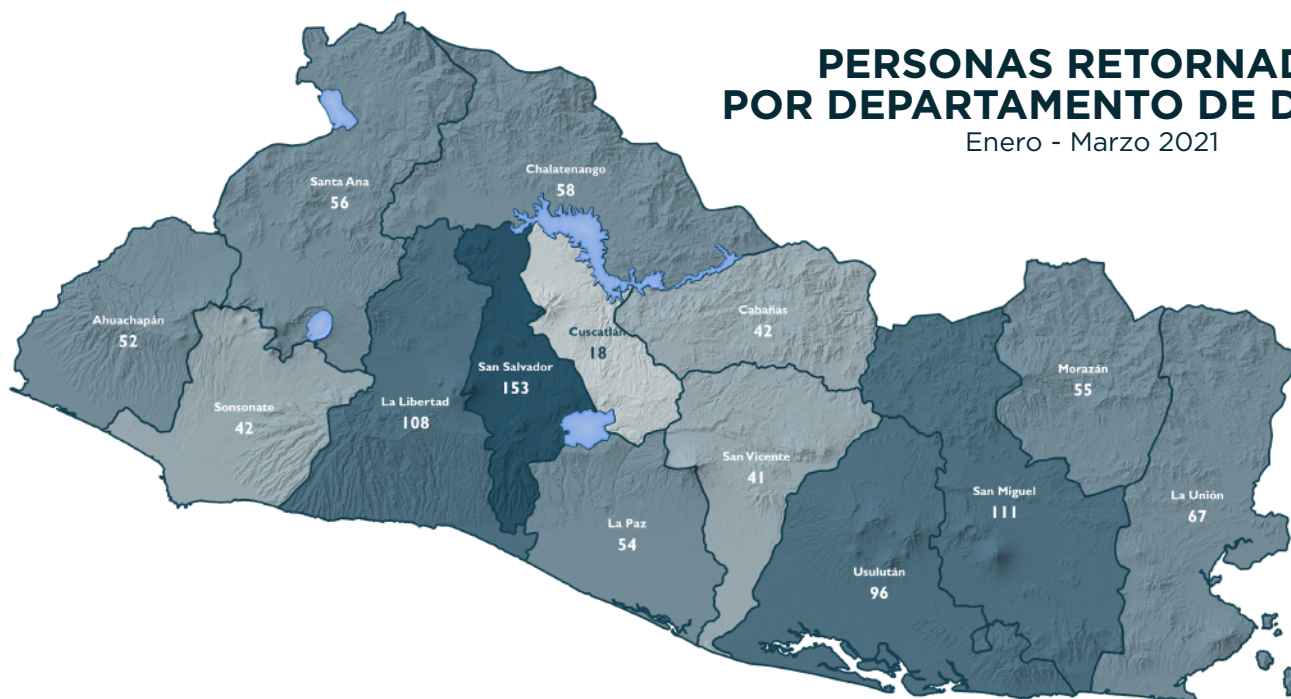 PERSONAS RETORNAD
POR DEPARTAMENTO DE D
Enero - Marzo 2021
Chalatenango
58
Santa Ana
56
Ahuachapán
52
Cabañas
42
Cuscatlán
18
San Salvador
153
Morazán
55
La Libertad
108
Sonsonate
42
San Vicente
41
San Miguel
111
La Unión
67
La Paz
54
Usulután
96